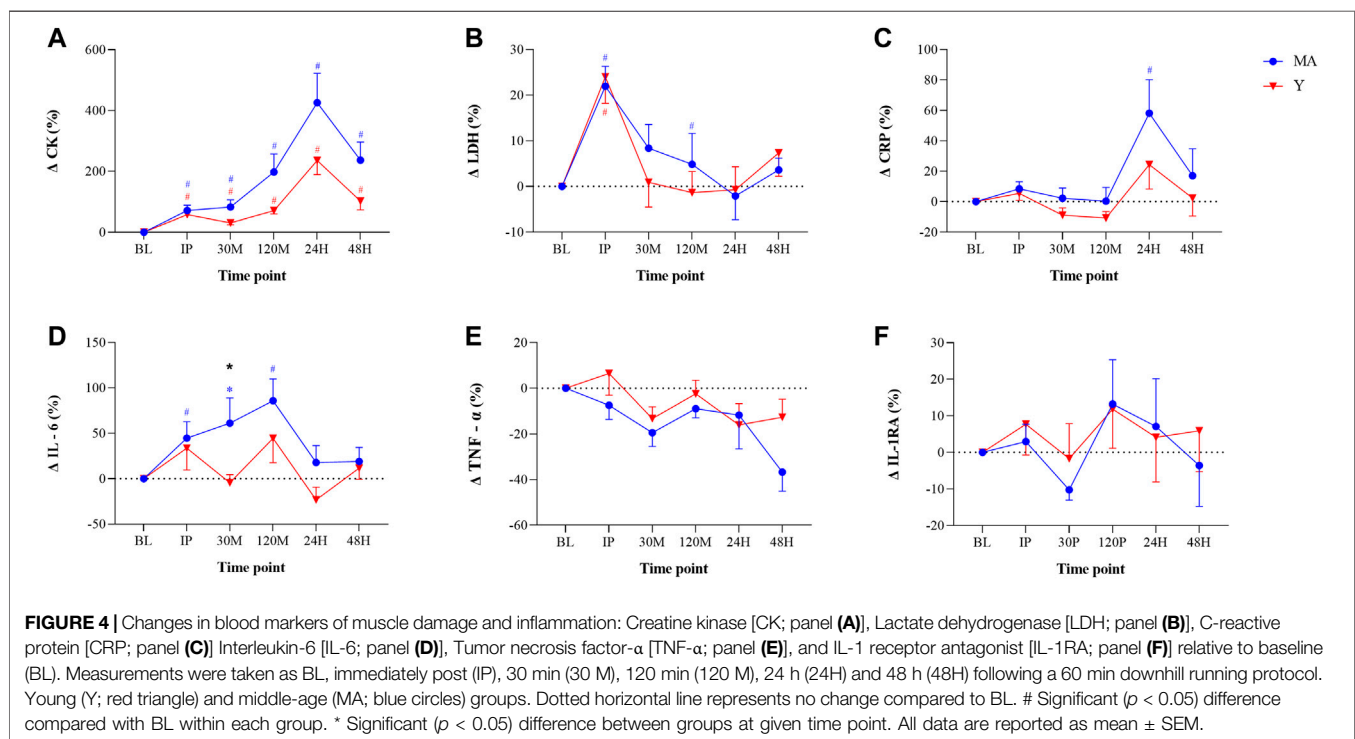 A
Δ CK (%)
600
400
200
0
#
#
#
#
#
#
#
#
#
#
BL IP 30M 120M 24H 48H
Time point
B
Δ LDH (%)
30
20
10
0
-10
#
#
#
BL IP 30M 120M 24H 48H
Time point
C
Δ CRP (%)
100
80
60
40
20
0
-20
#
BL IP 30M 120M 24H 48H
Time point
MA
Y
D
Δ IL - 6 (%)
150
100
50
0
-50
#
*
*
#
BL IP 30M 120M 24H 48H
Time point
E
Δ TNF - α (%)
20
0
-20
-40
-60
BL IP 30M 120M 24H 48H
Time point
F
Δ IL-1RA (%)
30
20
10
0
-10
-20
BL IP 30P 120P 24H 48H
Time point
FIGURE 4 | Changes in blood markers of muscle damage and inflammation: Creatine kinase [CK; panel (A)], Lactate dehydrogenase [LDH; panel (B)], C-reactive
protein [CRP; panel (C)] Interleukin-6 [IL-6; panel (D)], Tumor necrosis factor-α [TNF-α; panel (E)], and IL-1 receptor antagonist [IL-1RA; panel (F)] relative to baseline
(BL). Measurements were taken as BL, immediately post (IP), 30 min (30 M), 120 min (120 M), 24 h (24H) and 48 h (48H) following a 60 min downhill running protocol.
Young (Y; red triangle) and middle-age (MA; blue circles) groups. Dotted horizontal line represents no change compared to BL. # Significant (p < 0.05) difference
compared with BL within each group. * Significant (p < 0.05) difference between groups at given time point. All data are reported as mean ± SEM.